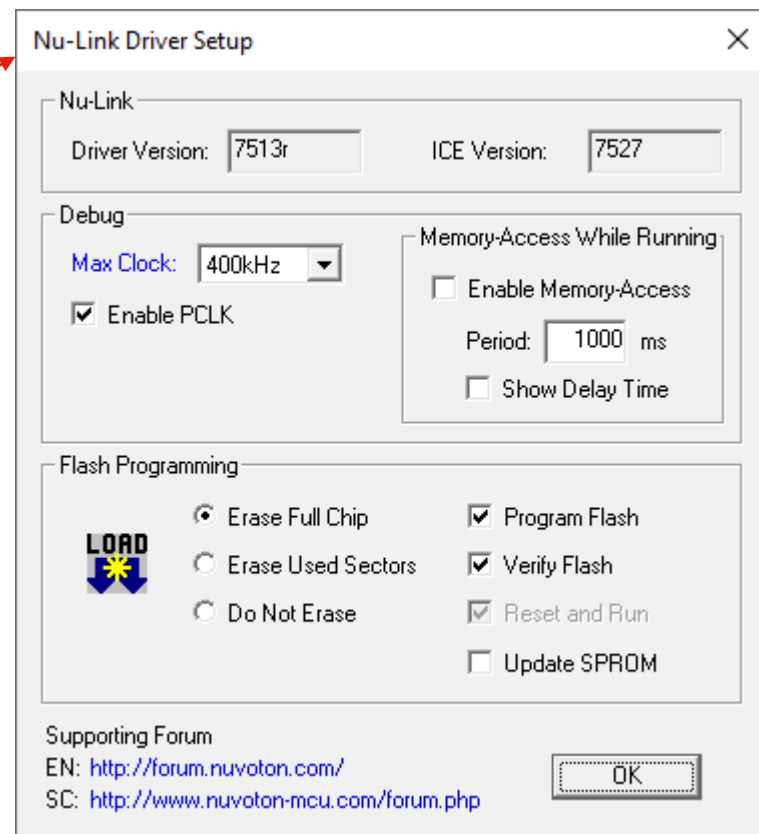 Nu-Link Driver Setup
Nu-Link
Driver Version: 7513r ICE Version: 7527
Debug
Max Clock: 400kHz
Enable PCLK
Memory-Access While Running
Enable Memory-Access
Period: 1000 ms
Show Delay Time
Flash Programming
LOAD
Erase Full Chip
Erase Used Sectors
Do Not Erase
Program Flash
Verify Flash
Reset and Run
Update SPROM
Supporting Forum
EN: http://forum.nuvoton.com/
SC: http://www.nuvoton-mcu.com/forum.php
OK